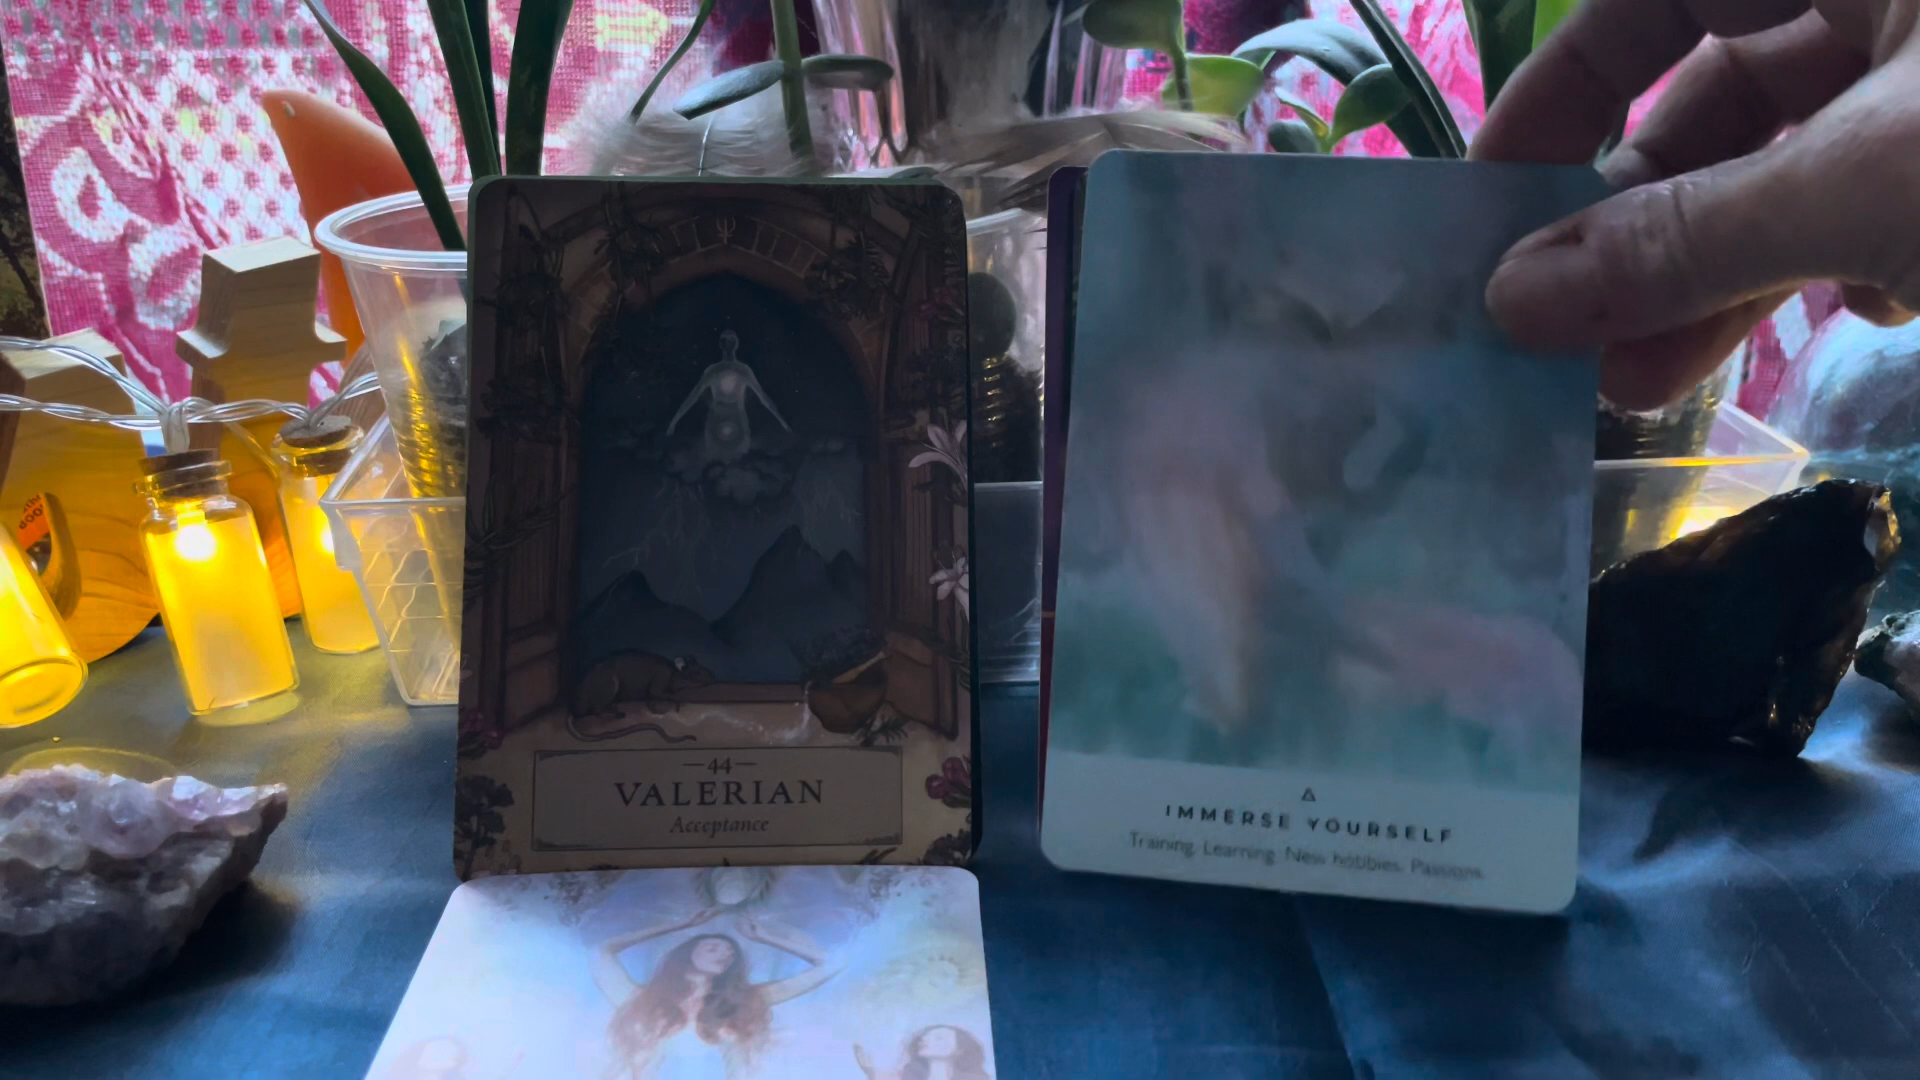 —44—
VALERIAN
Acceptance
IMMERSE YOURSELF
Training. Learning. New hobbies. Passions.